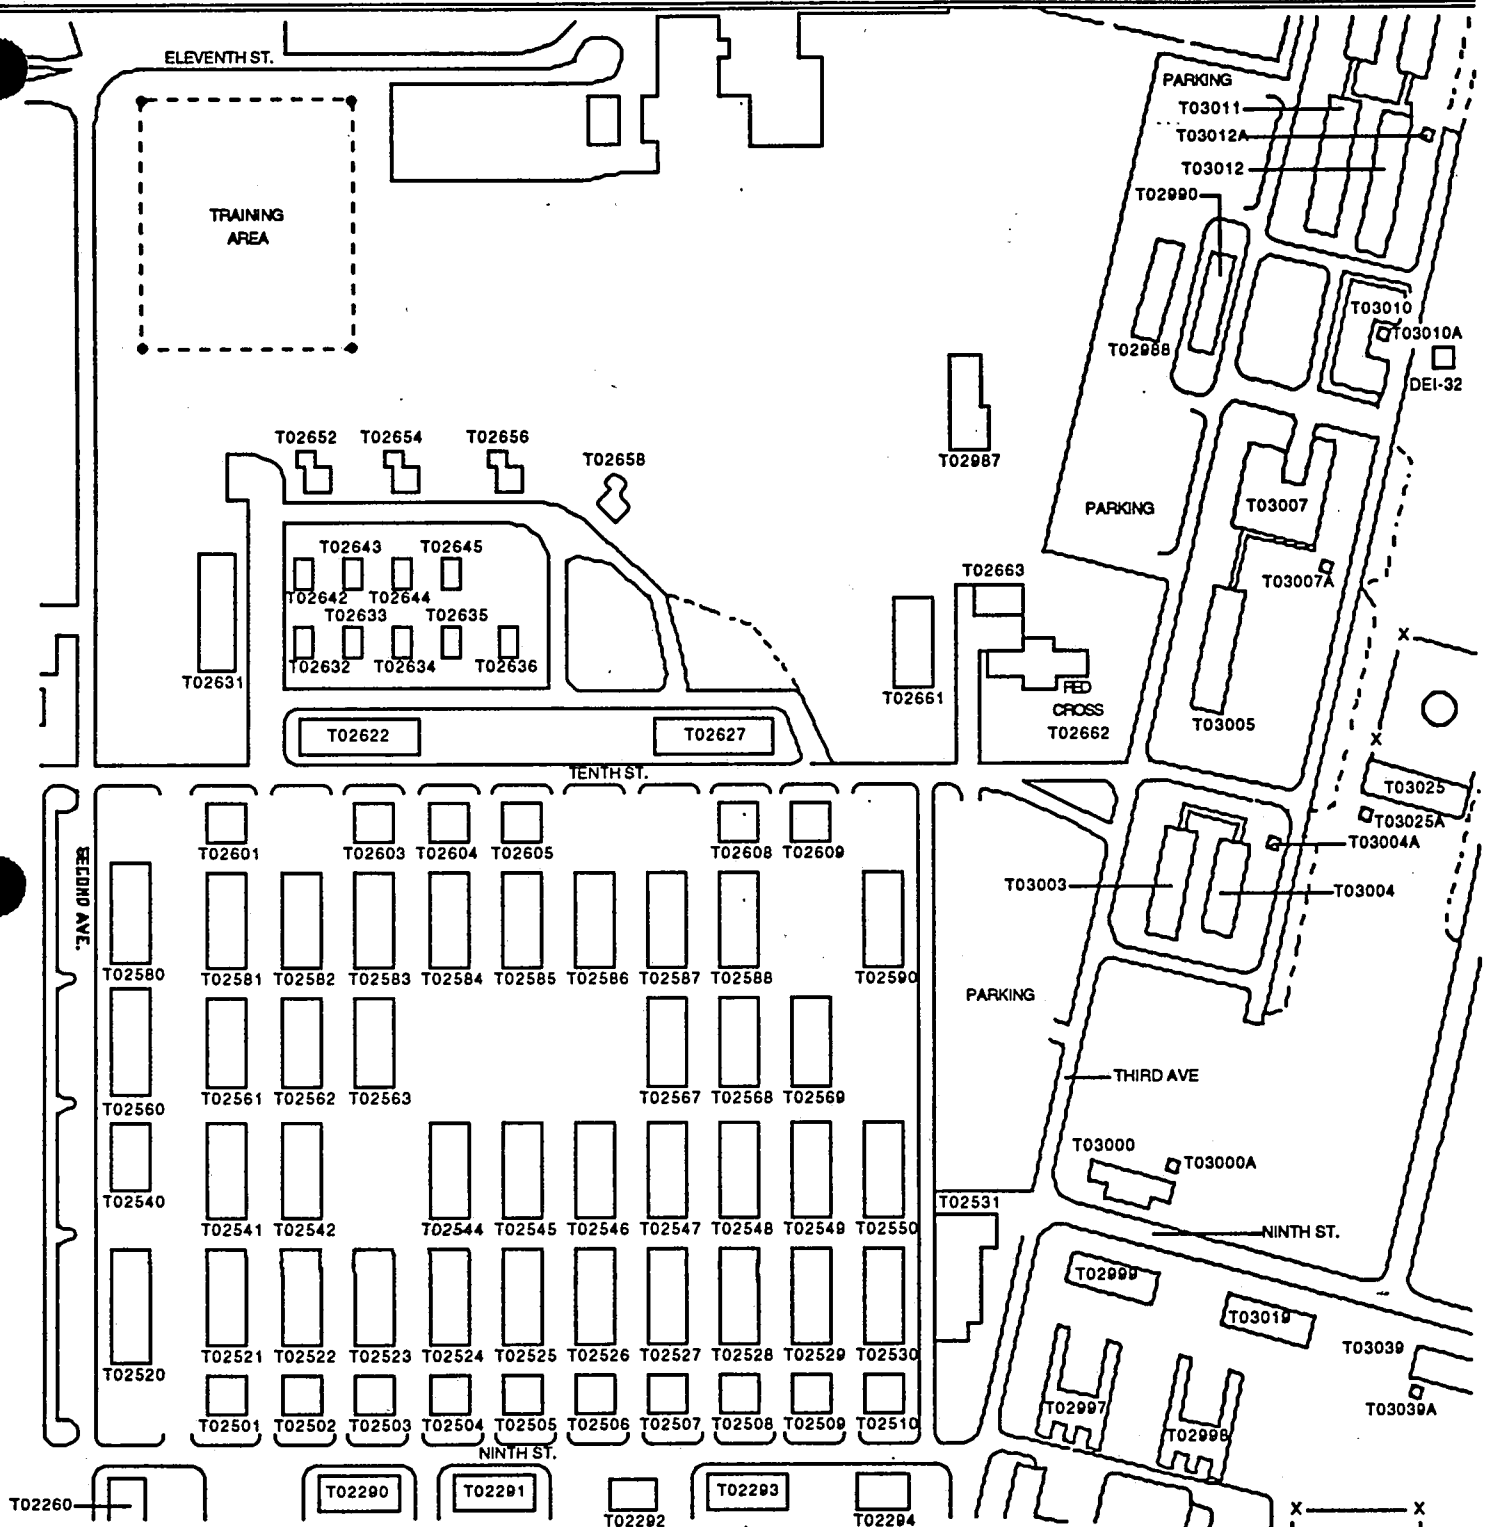 ELEVENTH ST.
PARKING
T03011
T03012A
T03012
T02990
TRAINING
AREA
T03010
T03010A
T02988
DEI-32
T02652 T02654 T02656
T02658
T02987
PARKING
T03007
T02643 T02645
T02663
T03007A
T02642 T02644
T02633 T02635
T02632 T02634 T02636
T02631
T02661
X
RED
CROSS
T02662
T03005
T02622
T02627
X
TENTH ST.
T03025
T03025A
T02601 T02603 T02604 T02605 T02608 T02609
T03004A
SECOND AVE.
T03003
T03004
T02580 T02581 T02582 T02583 T02584 T02585 T02586 T02587 T02588 T02590
PARKING
THIRD AVE
T02560 T02561 T02562 T02563 T02567 T02568 T02569
T03000
T03000A
T02540
T02531
T02541 T02542 T02544 T02545 T02546 T02547 T02548 T02549 T02550
NINTH ST.
T02999
T03019
T03039
T02520 T02521 T02522 T02523 T02524 T02525 T02526 T02527 T02528 T02529 T02530
T03039A
T02997
T02501 T02502 T02503 T02504 T02505 T02506 T02507 T02508 T02509 T02510
T02998
NINTH ST.
T02260
T02290
T02291
T02293
X X
T02292
T02294